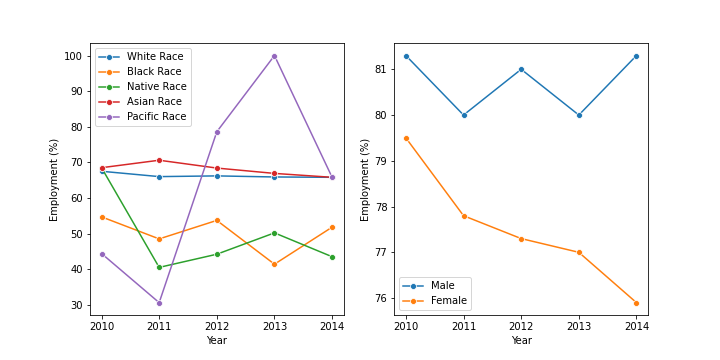 White Race
Black Race
Native Race
Asian Race
Pacific Race
100
90
80
70
60
50
40
30
Employment (%)
2010 2011 2012 2013 2014
Year
81
80
79
78
77
76
Employment (%)
Male
Female
2010 2011 2012 2013 2014
Year